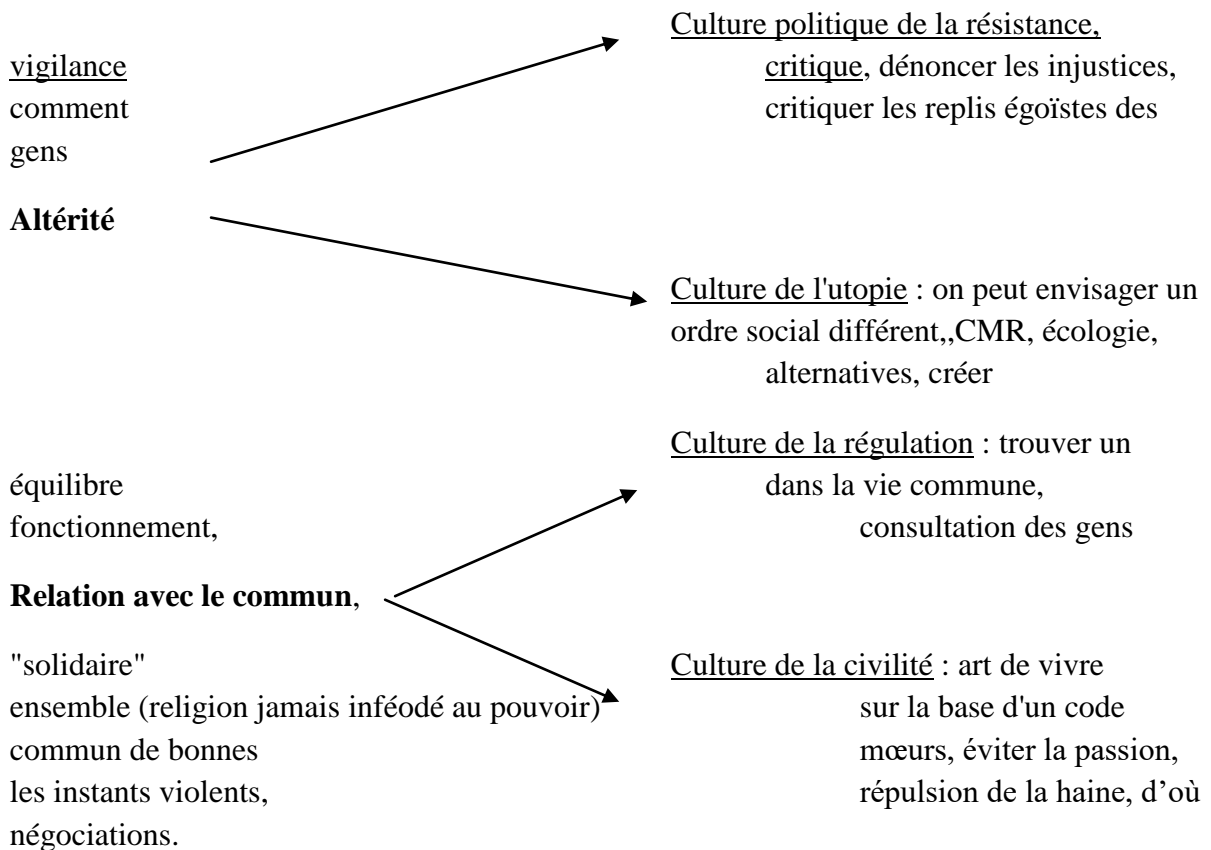 Culture politique de la résistance,
vigilance critique, dénoncer les injustices,
comment critiquer les replis égoïstes des
gens
Altérité
Culture de l'utopie : on peut envisager un
ordre social différent,,CMR, écologie,
alternatives, créer
Culture de la régulation : trouver un
équilibre dans la vie commune,
fonctionnement, consultation des gens
Relation avec le commun,
"solidaire" Culture de la civilité : art de vivre
ensemble (religion jamais inféodé au pouvoir) sur la base d'un code
commun de bonnes mœurs, éviter la passion,
les instants violents, répulsion de la haine, d’où
négociations.